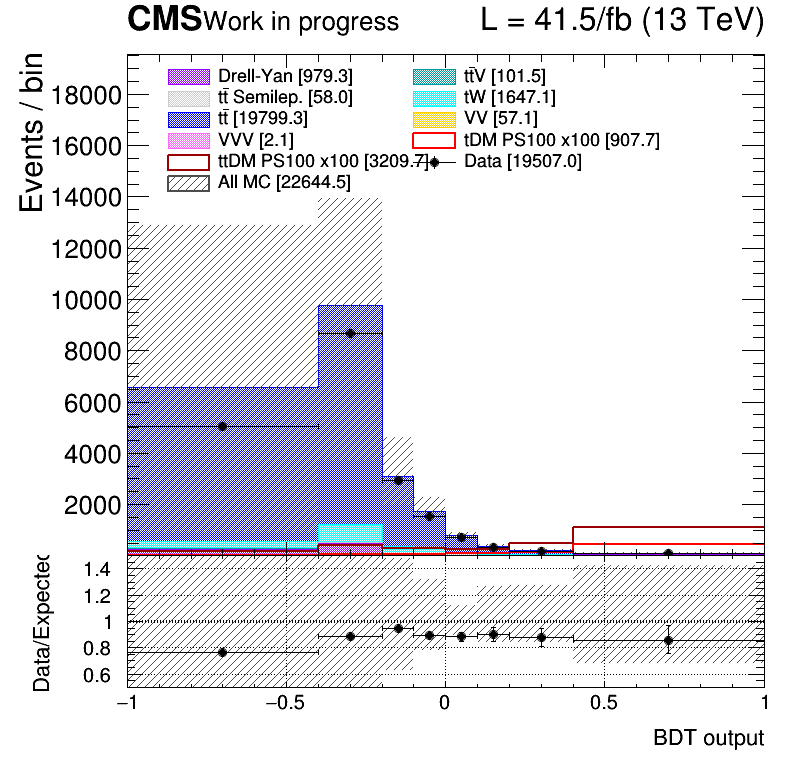 CMS Work in progress L = 41.5/fb (13 TeV)
Events / bin
Drell-Yan [979.3] tt̄V [101.5]
tt̄ Semilep. [58.0] tW [1647.1]
tt̄ [19799.3] VV [57.1]
VVV [2.1] tDM PS100 x100 [907.7]
ttDM PS100 x100 [3209.7] Data [19507.0]
All MC [22644.5]
18000
16000
14000
12000
10000
8000
6000
4000
2000
Data/Expected
1.4
1.2
1
0.8
0.6
−1 −0.5 0 0.5 1
BDT output